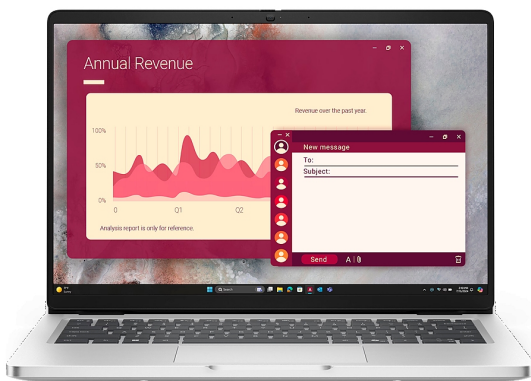 Annual Revenue
Revenue over the past year.
100%
50%
0%
0
Q1
Q2
Analysis report is only for reference.
New message
To:
Subject:
Send
A
Search